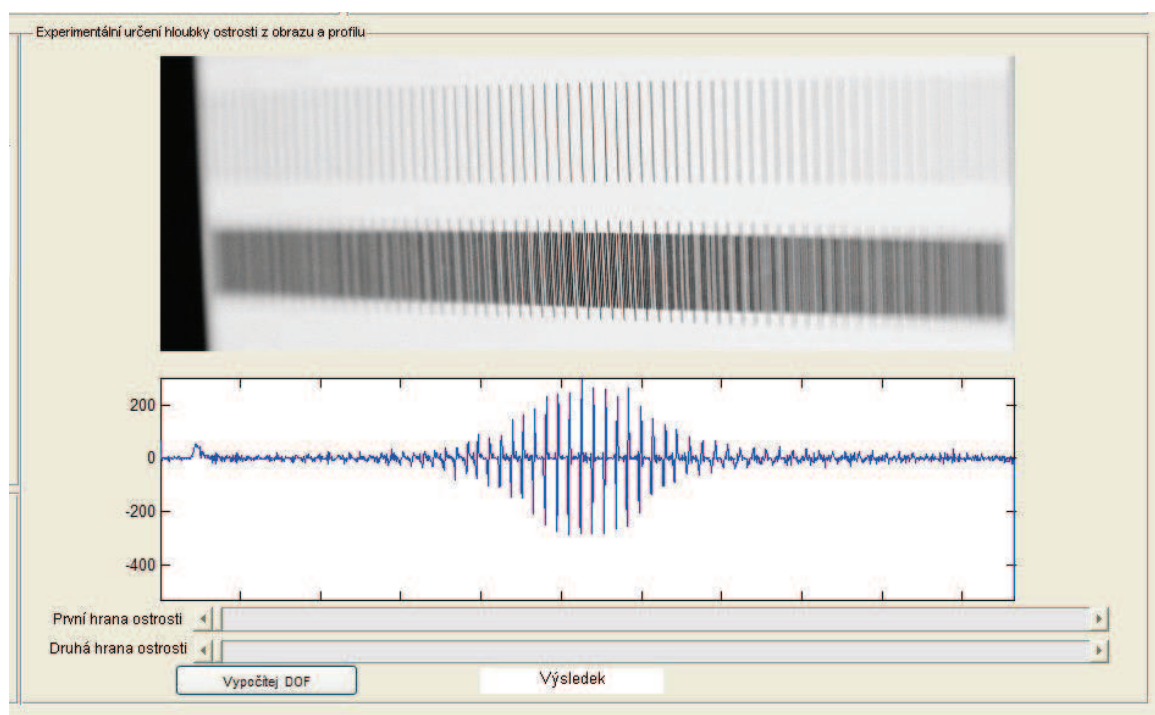 Experimentální určení hloubky ostrosti z obrazu a profilu
200
0
-200
-400
První hrana ostrosti
Druhá hrana ostrosti
Vypočítej DOF
Výsledek